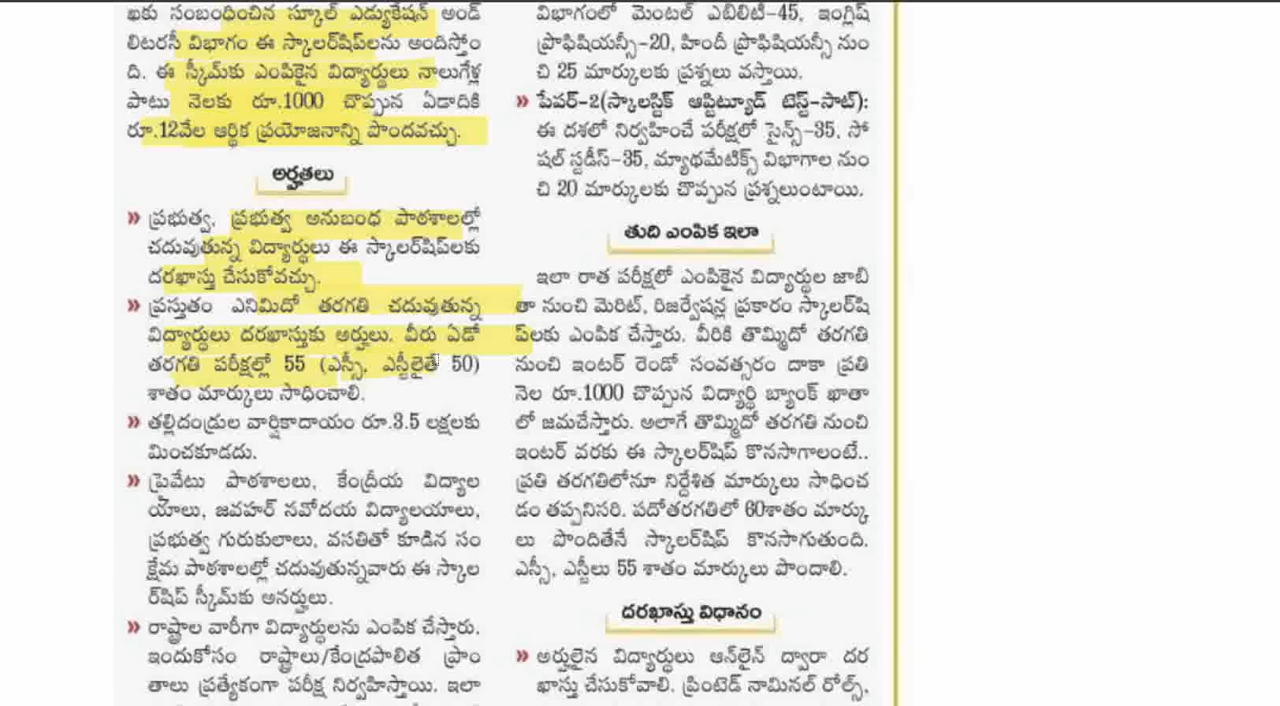 ఖకు సంబంధించిన స్కూల్ ఎడ్యుకేషన్ అండ్
లిటరసీ విభాగం ఈ స్కాలర్‌షిప్‌లను అందిస్తోం
ది. ఈ స్కీమ్‌కు ఎంపికైన విద్యార్థులు నాలుగేళ్ల
పాటు నెలకు రూ.1000 చొప్పున ఏడాదికి
రూ.12వేల ఆర్థిక ప్రయోజనాన్ని పొందవచ్చు.
అర్హతలు
» ప్రభుత్వ, ప్రభుత్వ అనుబంధ పాఠశాలల్లో
చదువుతున్న విద్యార్థులు ఈ స్కాలర్‌షిప్‌లకు
దరఖాస్తు చేసుకోవచ్చు.
» ప్రస్తుతం ఎనిమిదో తరగతి చదువుతున్న
విద్యార్థులు దరఖాస్తుకు అర్హులు. వీరు ఏడో
తరగతి పరీక్షల్లో 55 (ఎస్సీ, ఎస్టీలైతే 50)
శాతం మార్కులు సాధించాలి.
» తల్లిదండ్రుల వార్షికాదాయం రూ.3.5 లక్షలకు
మించకూడదు.
» ప్రైవేటు పాఠశాలలు, కేంద్రీయ విద్యాల
యాలు, జవహర్ నవోదయ విద్యాలయాలు,
ప్రభుత్వ గురుకులాలు, వసతితో కూడిన సం
క్షేమ పాఠశాలల్లో చదువుతున్నవారు ఈ స్కాల
ర్‌షిప్ స్కీమ్‌కు అనర్హులు.
» రాష్ట్రాల వారీగా విద్యార్థులను ఎంపిక చేస్తారు.
ఇందుకోసం రాష్ట్రాలు/కేంద్రపాలిత ప్రాం
తాలు ప్రత్యేకంగా పరీక్ష నిర్వహిస్తాయి. ఇలా
విభాగంలో మెంటల్ ఎబిలిటీ-45, ఇంగ్లిష్
ప్రొఫిషియన్సీ-20, హిందీ ప్రొఫిషియన్సీ నుం
చి 25 మార్కులకు ప్రశ్నలు వస్తాయి.
» పేపర్-2(స్కాలస్టిక్ ఆప్టిట్యూడ్ టెస్ట్-సాట్):
ఈ దశలో నిర్వహించే పరీక్షలో సైన్స్-35, సో
షల్ స్టడీస్-35, మ్యాథమేటిక్స్ విభాగాల నుం
చి 20 మార్కులకు చొప్పున ప్రశ్నలుంటాయి.
తుది ఎంపిక ఇలా
ఇలా రాత పరీక్షలో ఎంపికైన విద్యార్థుల జాబి
తా నుంచి మెరిట్, రిజర్వేషన్ల ప్రకారం స్కాలర్‌షి
ప్‌లకు ఎంపిక చేస్తారు. వీరికి తొమ్మిదో తరగతి
నుంచి ఇంటర్ రెండో సంవత్సరం దాకా ప్రతి
నెల రూ.1000 చొప్పున విద్యార్థి బ్యాంక్ ఖాతా
లో జమచేస్తారు. అలాగే తొమ్మిదో తరగతి నుంచి
ఇంటర్ వరకు ఈ స్కాలర్‌షిప్ కొనసాగాలంటే..
ప్రతి తరగతిలోనూ నిర్దేశిత మార్కులు సాధించ
డం తప్పనిసరి. పదోతరగతిలో 60శాతం మార్కు
లు పొందితేనే స్కాలర్‌షిప్ కొనసాగుతుంది.
ఎస్సీ, ఎస్టీలు 55 శాతం మార్కులు పొందాలి.
దరఖాస్తు విధానం
» అర్హులైన విద్యార్థులు ఆన్‌లైన్ ద్వారా దర
ఖాస్తు చేసుకోవాలి. ప్రింటెడ్ నామినల్ రోల్స్,